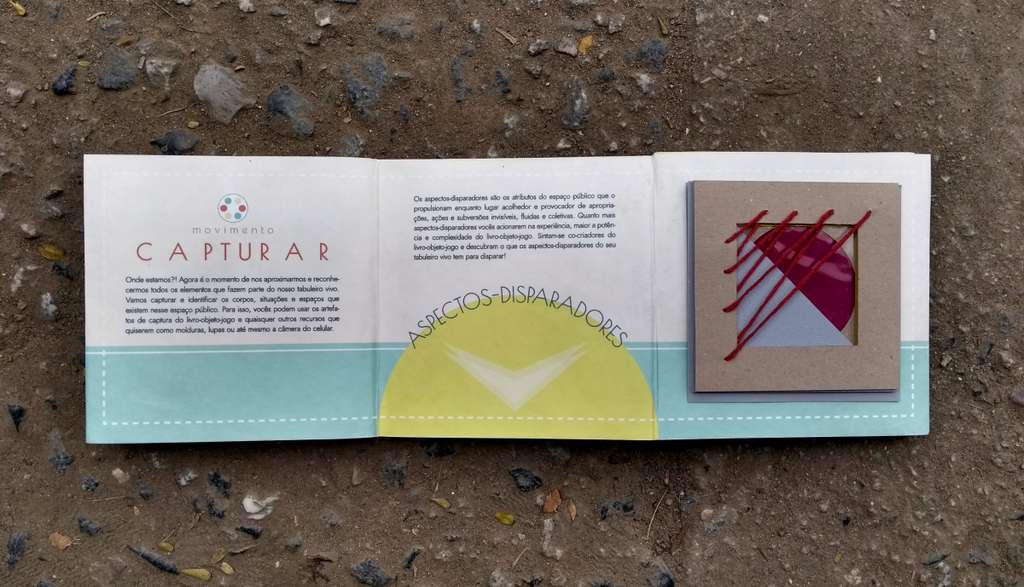 movimento
CAPTURAR
Onde estamos?! Agora é o momento de nos aproximarmos e reconhe-
cermos todos os elementos que fazem parte do nosso tabuleiro vivo.
Vamos capturar e identificar os corpos, situações e espaços que
existem nesse espaço público. Para isso, vocês podem usar os artefa-
tos de captura do livro-objeto-jogo e quaisquer outros recursos que
quiserem como molduras, lupas ou até mesmo a câmera do celular.
Os aspectos-disparadores são os atributos do espaço público que o
propulsionam enquanto lugar acolhedor e provocador de apropria-
ções, ações e subversões invisíveis, fluidas e coletivas. Quanto mais
aspectos-disparadores vocês acionarem na experiência, maior a potên-
cia e complexidade do livro-objeto-jogo. Sintam-se co-criadores do
livro-objeto-jogo e descubram o que os aspectos-disparadores do seu
tabuleiro vivo tem para disparar!
ASPECTOS-DISPARADORES